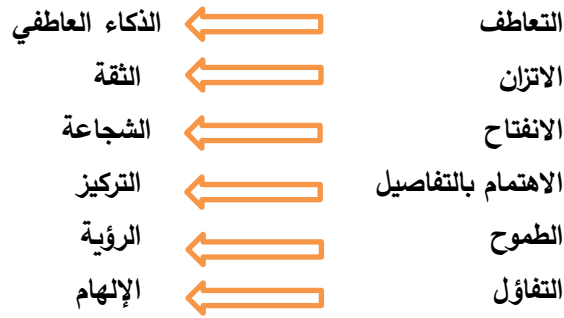 التعاطف الذكاء العاطفي
الاتزان الثقة
الانفتاح الشجاعة
الاهتمام بالتفاصيل التركيز
الطموح الرؤية
التفاؤل الإلهام